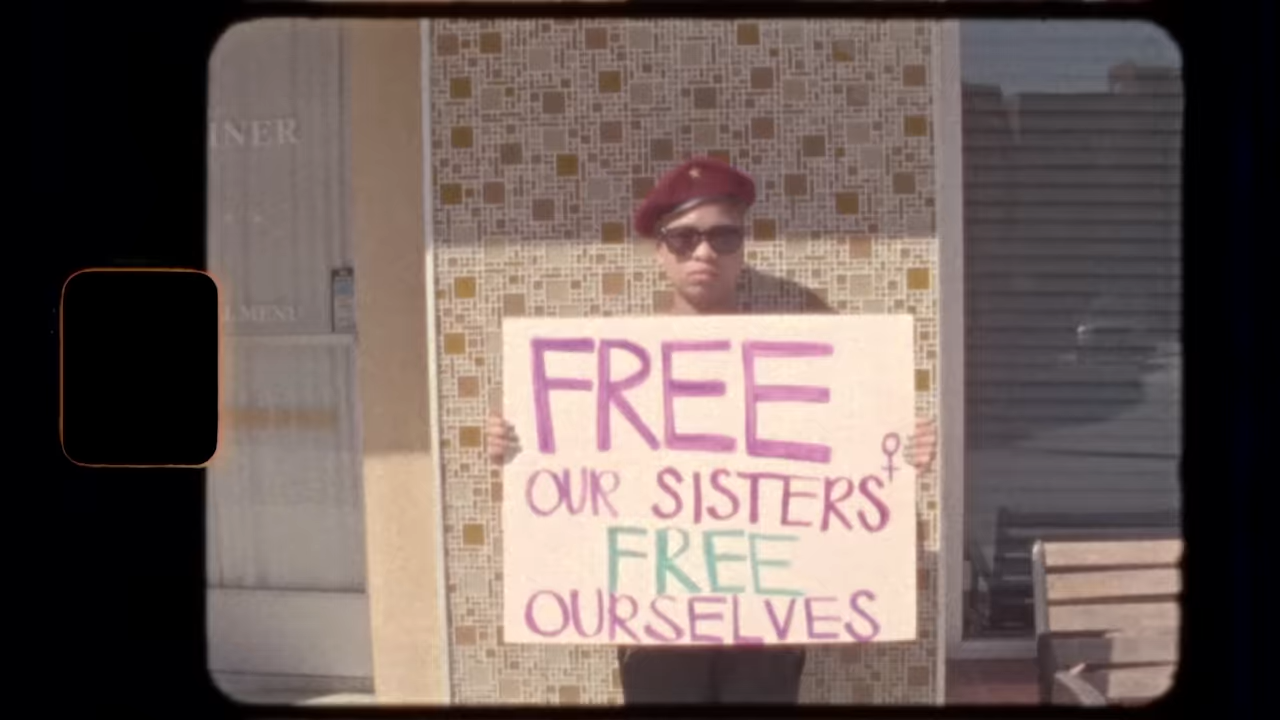 INER
L MENU
FREE
OUR SISTERS♀
FREE
OURSELVES